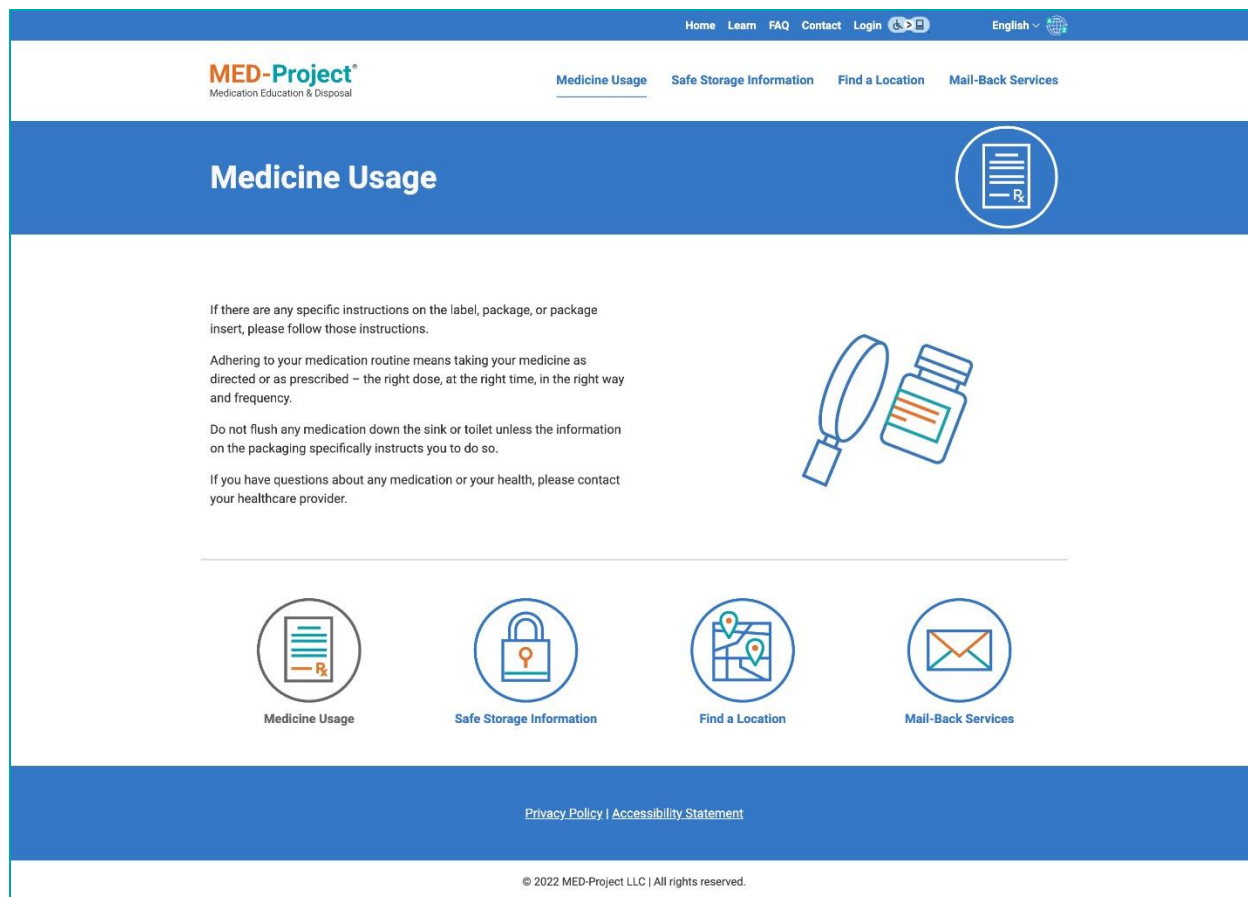 Home Learn FAQ Contact Login English
MED-Project®
Medication Education & Disposal
Medicine Usage Safe Storage Information Find a Location Mail-Back Services
Medicine Usage
Rx
If there are any specific instructions on the label, package, or package
insert, please follow those instructions.
Adhering to your medication routine means taking your medicine as
directed or as prescribed – the right dose, at the right time, in the right way
and frequency.
Do not flush any medication down the sink or toilet unless the information
on the packaging specifically instructs you to do so.
If you have questions about any medication or your health, please contact
your healthcare provider.
Rx
Medicine Usage Safe Storage Information Find a Location Mail-Back Services
Privacy Policy | Accessibility Statement
© 2022 MED-Project LLC | All rights reserved.